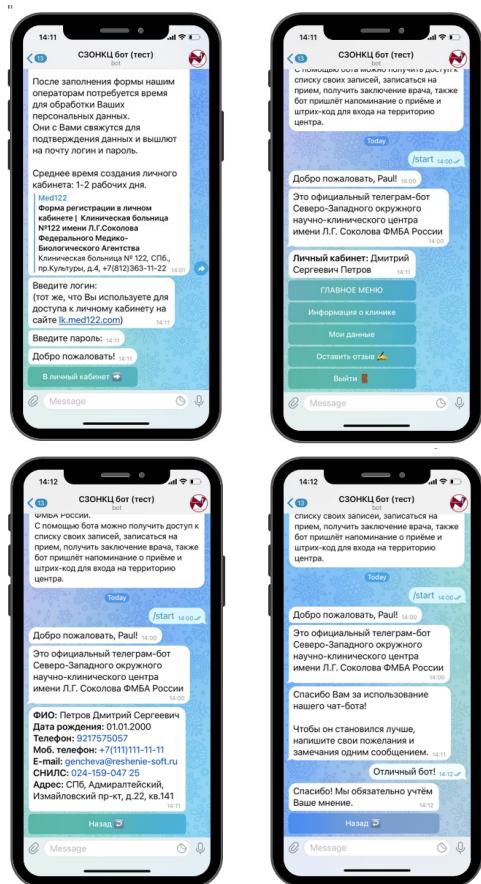 14:11
13
СЗОНКЦ бот (тест)
bot
После заполнения формы нашим
операторам потребуется время
для обработки Ваших
персональных данных.
Они с Вами свяжутся для
подтверждения данных и вышлют
на почту логин и пароль.
Среднее время создания личного
кабинета: 1-2 рабочих дня.
Med122
Форма регистрации в личном
кабинете | Клиническая больница
№122 имени Л.Г.Соколова
Федерального Медико-
Биологического Агентства
Клиническая больница № 122, СПб.,
пр.Культуры, д.4, +7(812)363-11-22 14:01
Введите логин:
(тот же, что Вы используете для
доступа к личному кабинету на
сайте lk.med122.com) 14:11
Введите пароль: 14:11
Добро пожаловать! 14:11
В личный кабинет
Message
14:11
13
СЗОНКЦ бот (тест)
bot
С помощью бота можно получить доступ к
списку своих записей, записаться на
прием, получить заключение врача, также
бот пришлёт напоминание о приёме и
штрих-код для входа на территорию
центра.
Today
/start 14:00
Добро пожаловать, Paul! 14:00
Это официальный телеграм-бот
Северо-Западного окружного
научно-клинического центра
имени Л.Г. Соколова ФМБА России
14:00
Личный кабинет: Дмитрий
Сергеевич Петров 14:11
ГЛАВНОЕ МЕНЮ
Информация о клинике
Мои данные
Оставить отзыв ✍️
Выйти 🚪
Message
14:12
13
СЗОНКЦ бот (тест)
bot
ФМБА России.
С помощью бота можно получить доступ к
списку своих записей, записаться на
прием, получить заключение врача, также
бот пришлёт напоминание о приёме и
штрих-код для входа на территорию
центра.
Today
/start 14:00
Добро пожаловать, Paul! 14:00
Это официальный телеграм-бот
Северо-Западного окружного
научно-клинического центра
имени Л.Г. Соколова ФМБА России
14:00
ФИО: Петров Дмитрий Сергеевич
Дата рождения: 01.01.2000
Телефон: 9217575057
Моб. телефон: +7(111)111-11-11
E-mail: gencheva@reshenie-soft.ru
СНИЛС: 024-159-047 25
Адрес: СПб, Адмиралтейский,
Измайловский пр-кт, д.22, кв.141
14:11
Назад
Message
14:12
13
СЗОНКЦ бот (тест)
bot
списку своих записей, записаться на
прием, получить заключение врача, также
бот пришлёт напоминание о приёме и
штрих-код для входа на территорию
центра.
Today
/start 14:00
Добро пожаловать, Paul! 14:00
Это официальный телеграм-бот
Северо-Западного окружного
научно-клинического центра
имени Л.Г. Соколова ФМБА России
14:00
Спасибо Вам за использование
нашего чат-бота!
Чтобы он становился лучше,
напишите свои пожелания и
замечания одним сообщением. 14:11
Отличный бот! 14:12
Спасибо! Мы обязательно учтём
Ваше мнение. 14:12
Назад
Message